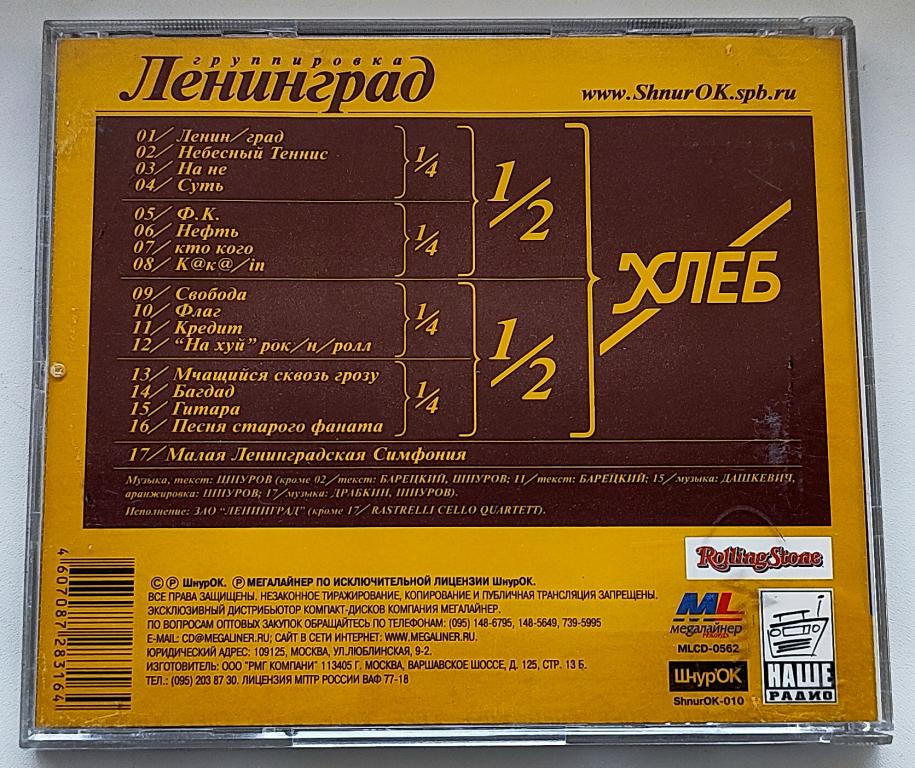 группировка
Ленинград
www.ShnurOK.spb.ru
01/ Ленин/град
02/ Небесный Теннис
03/ На не
04/ Суть
1/4
05/ Ф.К.
06/ Нефть
07/ кто кого
08/ К@к@/in
1/4
1/2
09/ Свобода
10/ Флаг
11/ Кредит
12/ "На хуй" рок/н/ролл
1/4
13/ Мчащийся сквозь грозу
14/ Багдад
15/ Гитара
16/ Песня старого фаната
1/4
1/2
ХЛЕБ
17/ Малая Ленинградская Симфония
Музыка, текст: ШНУРОВ (кроме 02/текст: БАРЕЦКИЙ, ШНУРОВ; 11/текст: БАРЕЦКИЙ; 15/музыка: ДАШКЕВИЧ,
аранжировка: ШНУРОВ; 17/музыка: ДРАБКИН, ШНУРОВ).
Исполнение: ЗАО "ЛЕНИНГРАД" (кроме 17/ RASTRELLI CELLO QUARTETT).
4607087283164
© ℗ ШнурОК. ℗ МЕГАЛАЙНЕР ПО ИСКЛЮЧИТЕЛЬНОЙ ЛИЦЕНЗИИ ШнурОК.
ВСЕ ПРАВА ЗАЩИЩЕНЫ. НЕЗАКОННОЕ ТИРАЖИРОВАНИЕ, КОПИРОВАНИЕ И ПУБЛИЧНАЯ ТРАНСЛЯЦИЯ ЗАПРЕЩЕНЫ.
ЭКСКЛЮЗИВНЫЙ ДИСТРИБЬЮТОР КОМПАКТ-ДИСКОВ КОМПАНИЯ МЕГАЛАЙНЕР.
ПО ВОПРОСАМ ОПТОВЫХ ЗАКУПОК ОБРАЩАЙТЕСЬ ПО ТЕЛЕФОНАМ: (095) 148-6795, 148-5649, 739-5995
E-MAIL: CD@MEGALINER.RU; САЙТ В СЕТИ ИНТЕРНЕТ: WWW.MEGALINER.RU.
ЮРИДИЧЕСКИЙ АДРЕС: 109125, МОСКВА, УЛ.ЛЮБЛИНСКАЯ, 9-2.
ИЗГОТОВИТЕЛЬ: ООО "РМГ КОМПАНИ" 113405 Г. МОСКВА, ВАРШАВСКОЕ ШОССЕ, Д. 125, СТР. 13 Б.
ТЕЛ.: (095) 203 87 30. ЛИЦЕНЗИЯ МПТР РОССИИ ВАФ 77-18
RollingStone
ML
мегалайнер
РЕКОРДЗ
MLCD-0562
Шнур'ОК
ShnurOK-010
НАШЕ
РАДИО